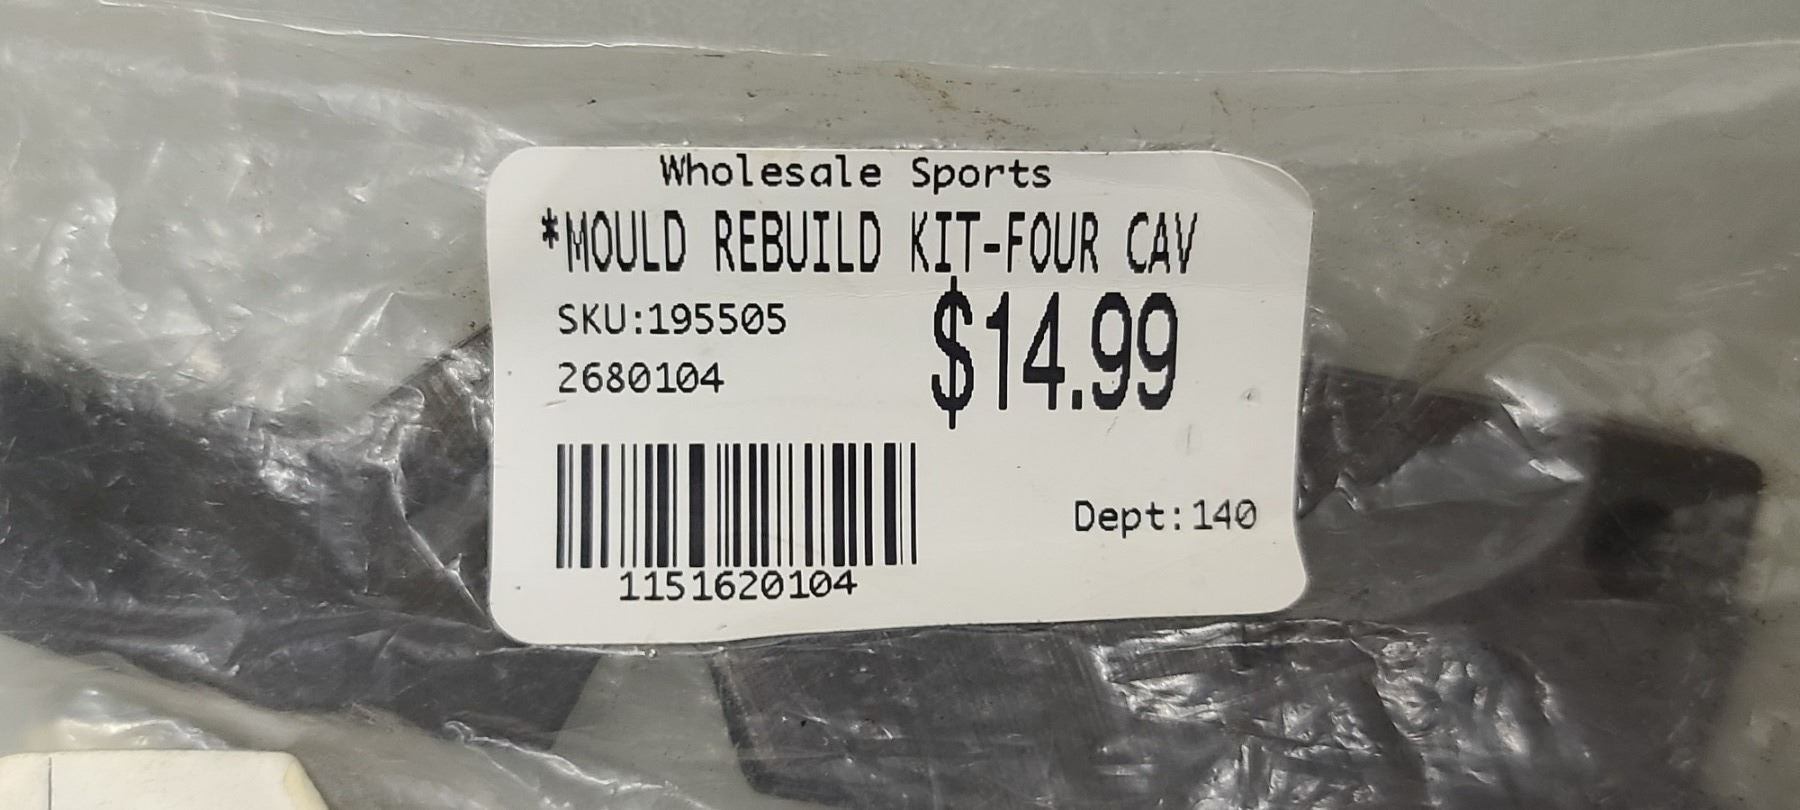 Wholesale Sports
*MOULD REBUILD KIT-FOUR CAV
SKU:195505
$14.99
2680104
Dept:140
1151620104